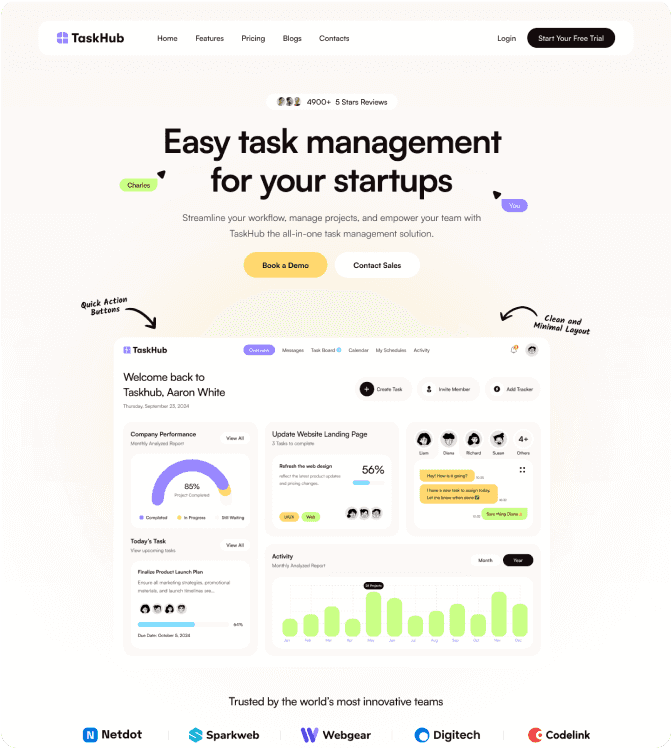 TaskHub
Home Features Pricing Blogs Contacts
Login Start Your Free Trial
4900+ 5 Stars Reviews
Easy task management
for your startups
Charles
You
Streamline your workflow, manage projects, and empower your team with
TaskHub the all-in-one task management solution.
Book a Demo Contact Sales
Quick Action
Buttons
Clean and
Minimal Layout
TaskHub
Messages Task Board Calendar My Schedules Activity
Welcome back to
Taskhub, Aaron White
Thursday, September 23, 2024
Create Task Invite Member Add Tracker
Company Performance
Monthly Analyzed Report
View All
85%
Project Completed
Completed In Progress Still Waiting
Today's Task
View upcoming tasks
View All
Finalize Product Launch Plan
Ensure all marketing strategies, promotional
materials, and launch timelines are...
64%
Due Date: October 5, 2024
Update Website Landing Page
3 Tasks to complete
Refresh the web design
reflect the latest product updates
and pricing changes.
56%
UI/UX Web
4+
Liam Diana Richard Susan Others
Hey! How is it going?
I have a new task to assign today.
Let me know when done
Activity
Monthly Analyzed Report
Month Year
Jan Feb Mar Apr May Jun Jul Aug Sep Oct Nov Dec
Trusted by the world's most innovative teams
Netdot Sparkweb Webgear Digitech Codelink